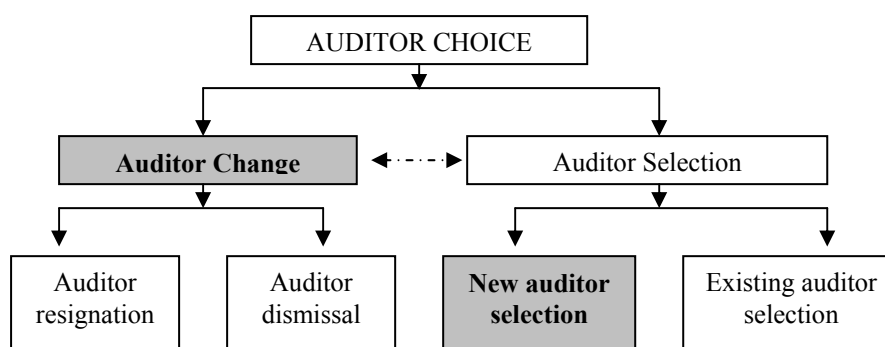 AUDITOR CHOICE
Auditor Change
Auditor Selection
Auditor
resignation
Auditor
dismissal
New auditor
selection
Existing auditor
selection